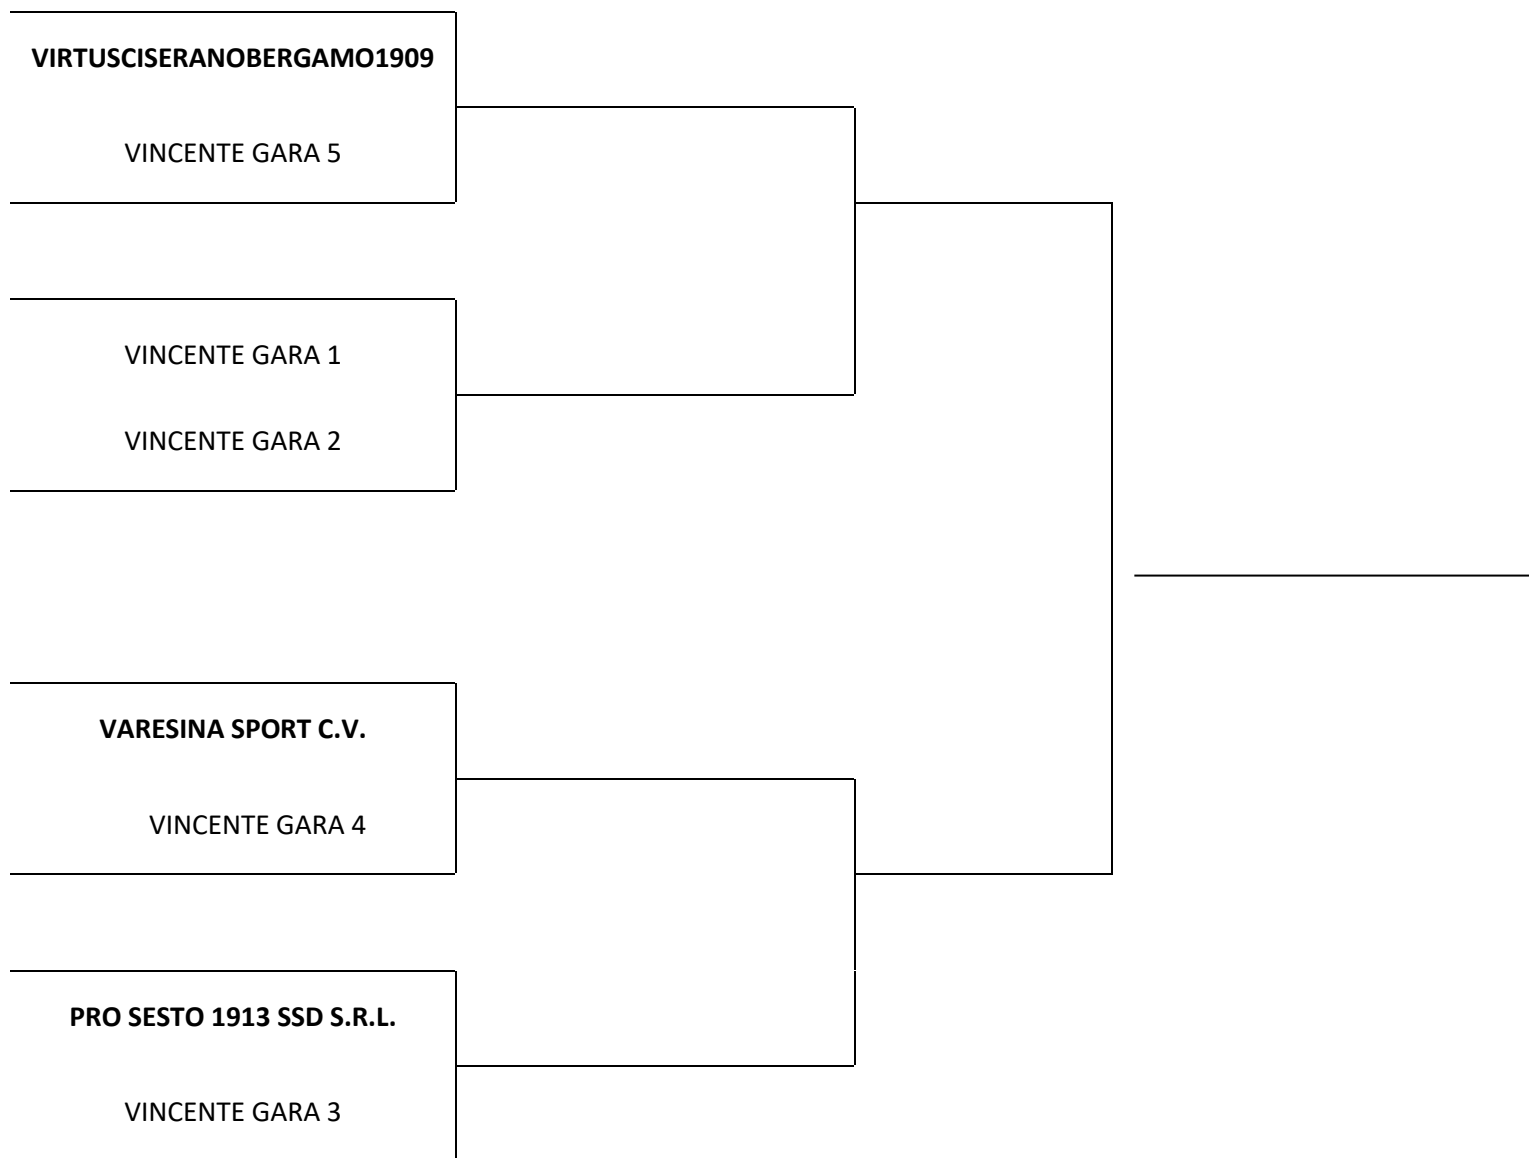 VIRTUSCISERANOBERGAMO1909
VINCENTE GARA 5
VINCENTE GARA 1
VINCENTE GARA 2
VARESINA SPORT C.V.
VINCENTE GARA 4
PRO SESTO 1913 SSD S.R.L.
VINCENTE GARA 3